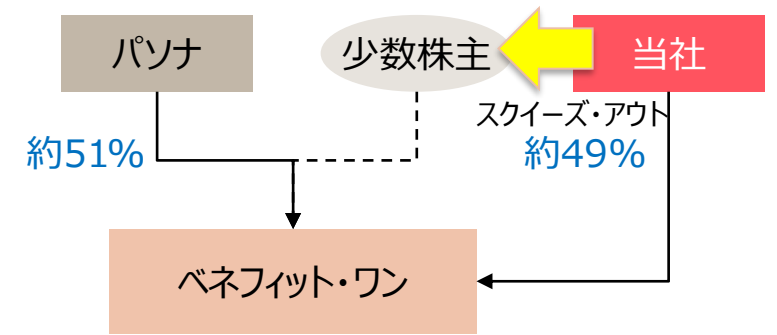 パソナ
少数株主
当社
スクイーズ・アウト
約51%
約49%
ベネフィット・ワン